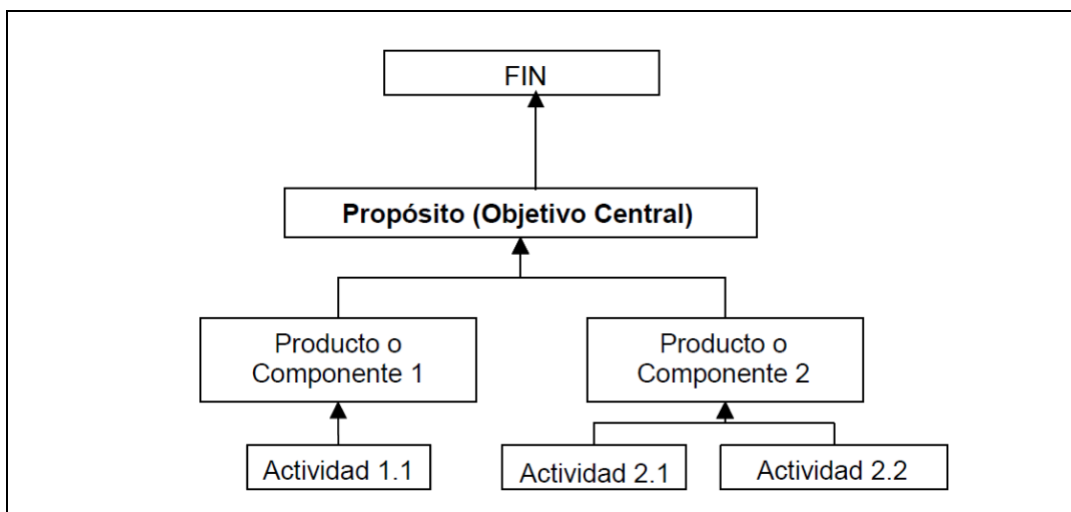 FIN
Propósito (Objetivo Central)
Producto o
Componente 1
Producto o
Componente 2
Actividad 1.1
Actividad 2.1
Actividad 2.2